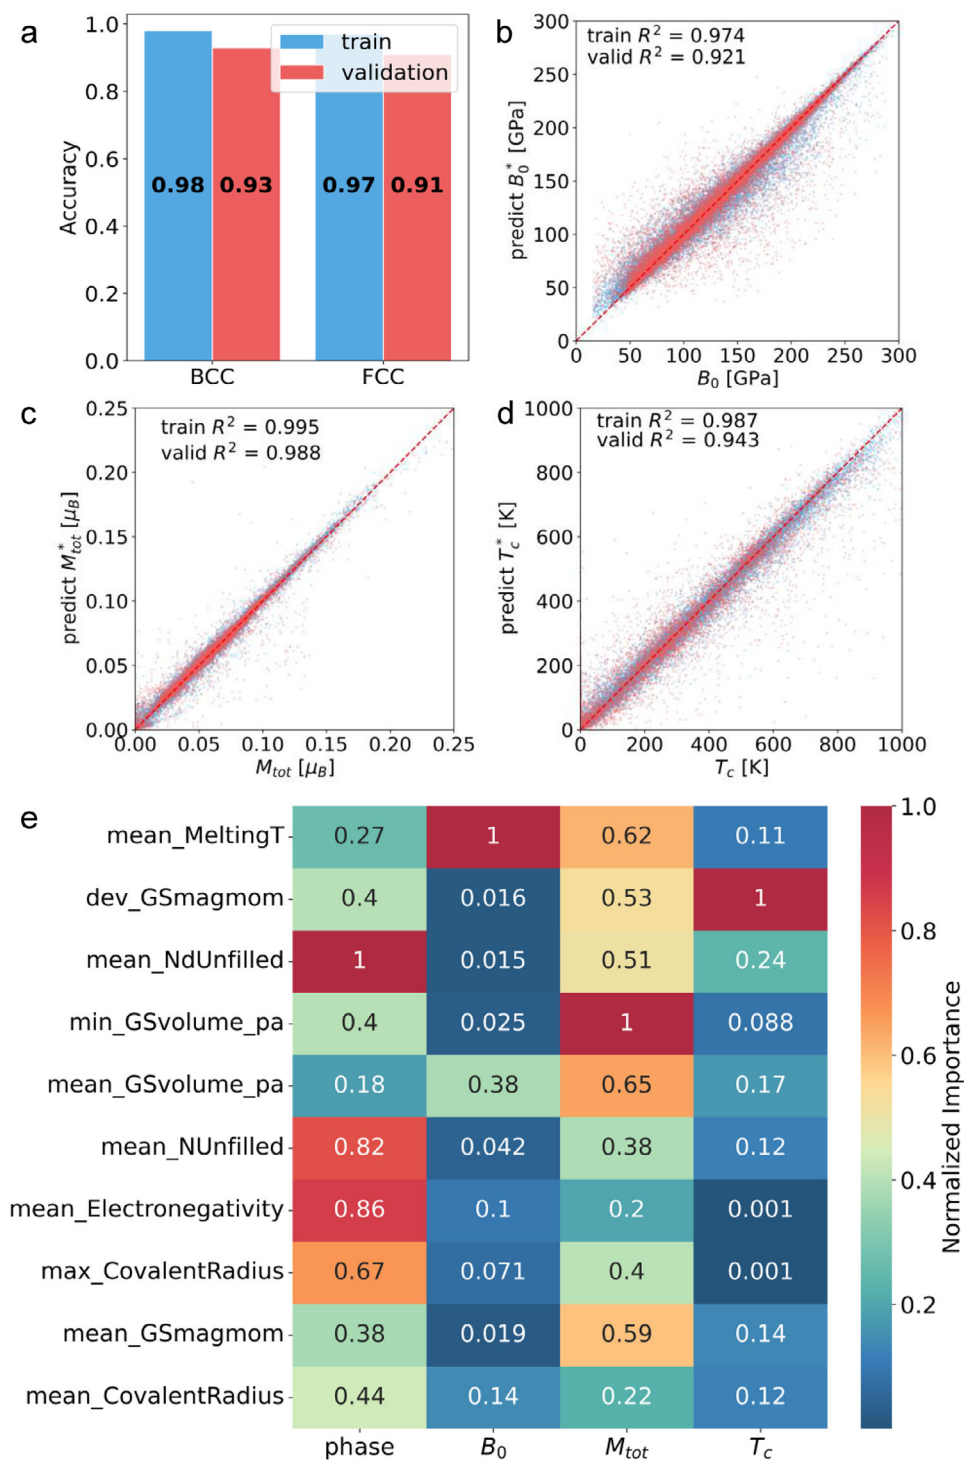 a
1.0
0.8
0.6
0.4
0.2
0.0
Accuracy
train
validation
0.98
0.93
0.97
0.91
BCC
FCC
b
300
250
200
150
100
50
0
predict B₀* [GPa]
train R² = 0.974
valid R² = 0.921
0
50
100
150
200
250
300
B₀ [GPa]
c
0.25
0.20
0.15
0.10
0.05
0.00
predict M*tot [μB]
train R² = 0.995
valid R² = 0.988
0.00
0.05
0.10
0.15
0.20
0.25
Mtot [μB]
d
1000
800
600
400
200
0
predict Tc* [K]
train R² = 0.987
valid R² = 0.943
0
200
400
600
800
1000
Tc [K]
e
mean_MeltingT
0.27
1
0.62
0.11
dev_GSmagmom
0.4
0.016
0.53
1
mean_NdUnfilled
1
0.015
0.51
0.24
min_GSvolume_pa
0.4
0.025
1
0.088
mean_GSvolume_pa
0.18
0.38
0.65
0.17
mean_NUnfilled
0.82
0.042
0.38
0.12
mean_Electronegativity
0.86
0.1
0.2
0.001
max_CovalentRadius
0.67
0.071
0.4
0.001
mean_GSmagmom
0.38
0.019
0.59
0.14
mean_CovalentRadius
0.44
0.14
0.22
0.12
phase
B₀
Mtot
Tc
1.0
0.8
0.6
0.4
0.2
Normalized Importance